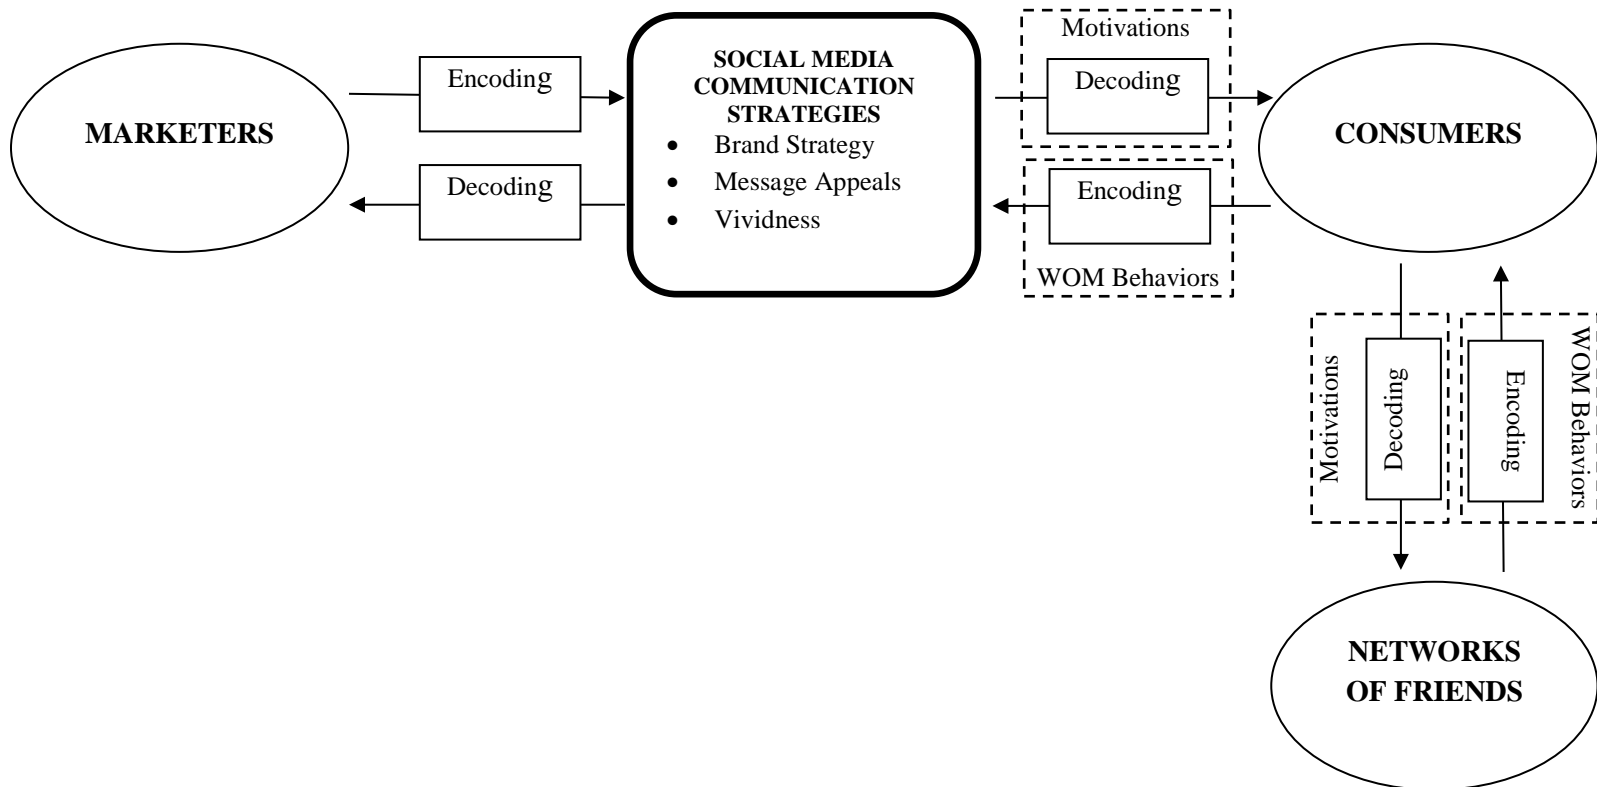 MARKETERS
Encoding
Decoding
SOCIAL MEDIA
COMMUNICATION
STRATEGIES
• Brand Strategy
• Message Appeals
• Vividness
Motivations
Decoding
Encoding
WOM Behaviors
CONSUMERS
Motivations
Decoding
Encoding
WOM Behaviors
NETWORKS
OF FRIENDS